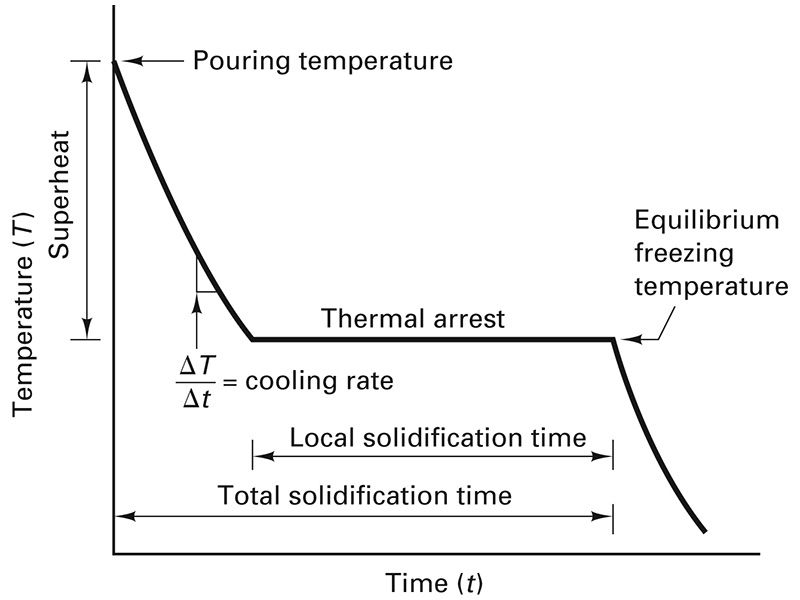 Pouring temperature
Superheat
Temperature (T)
Equilibrium
freezing
temperature
Thermal arrest
ΔT
Δt
= cooling rate
Local solidification time
Total solidification time
Time (t)